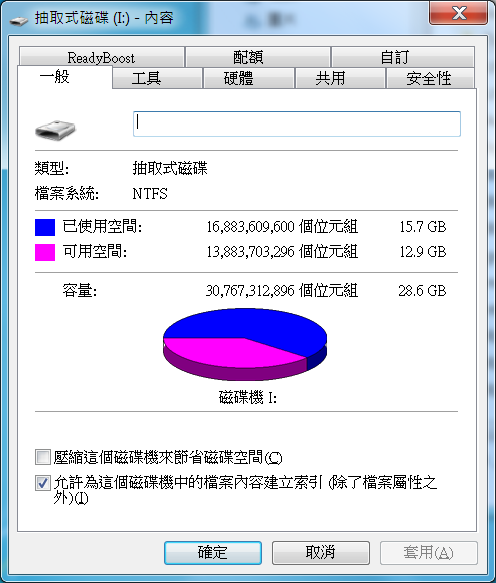 抽取式磁碟 (I:) - 內容
ReadyBoost 配額 自訂
一般 工具 硬體 共用 安全性
類型: 抽取式磁碟
檔案系統: NTFS
已使用空間: 16,883,609,600 個位元組 15.7 GB
可用空間: 13,883,703,296 個位元組 12.9 GB
容量: 30,767,312,896 個位元組 28.6 GB
磁碟機 I:
壓縮這個磁碟機來節省磁碟空間(C)
允許為這個磁碟機中的檔案內容建立索引 (除了檔案屬性之
外)(I)
確定 取消 套用(A)